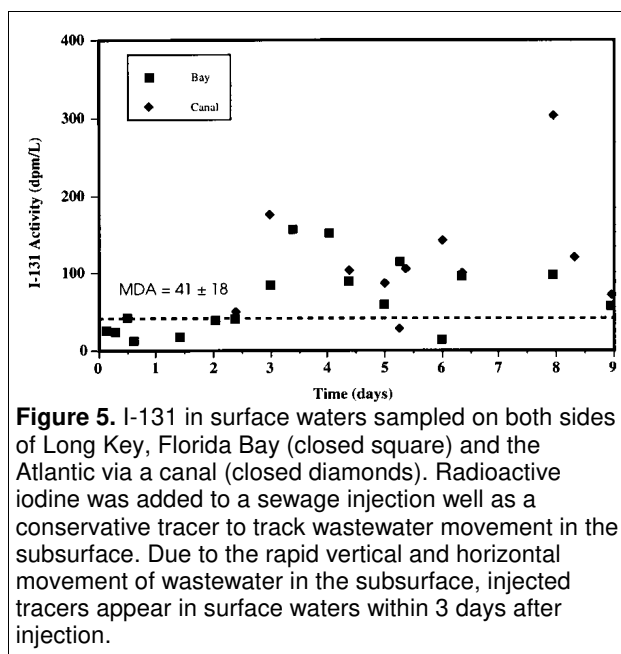 400
300
200
100
0
I-131 Activity (dpm/L)
Bay
Canal
MDA = 41 ± 18
0 1 2 3 4 5 6 7 8 9
Time (days)
Figure 5. I-131 in surface waters sampled on both sides
of Long Key, Florida Bay (closed square) and the
Atlantic via a canal (closed diamonds). Radioactive
iodine was added to a sewage injection well as a
conservative tracer to track wastewater movement in the
subsurface. Due to the rapid vertical and horizontal
movement of wastewater in the subsurface, injected
tracers appear in surface waters within 3 days after
injection.